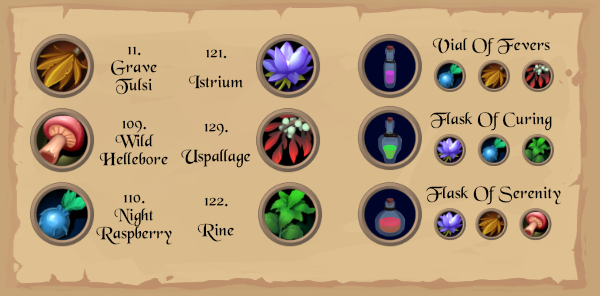 11.
Grave
Tulsi
121.
Istrium
Vial Of Fevers
109.
Wild
Hellebore
129.
Uspallage
Flask Of Curing
110.
Night
Raspberry
122.
Rine
Flask Of Serenity